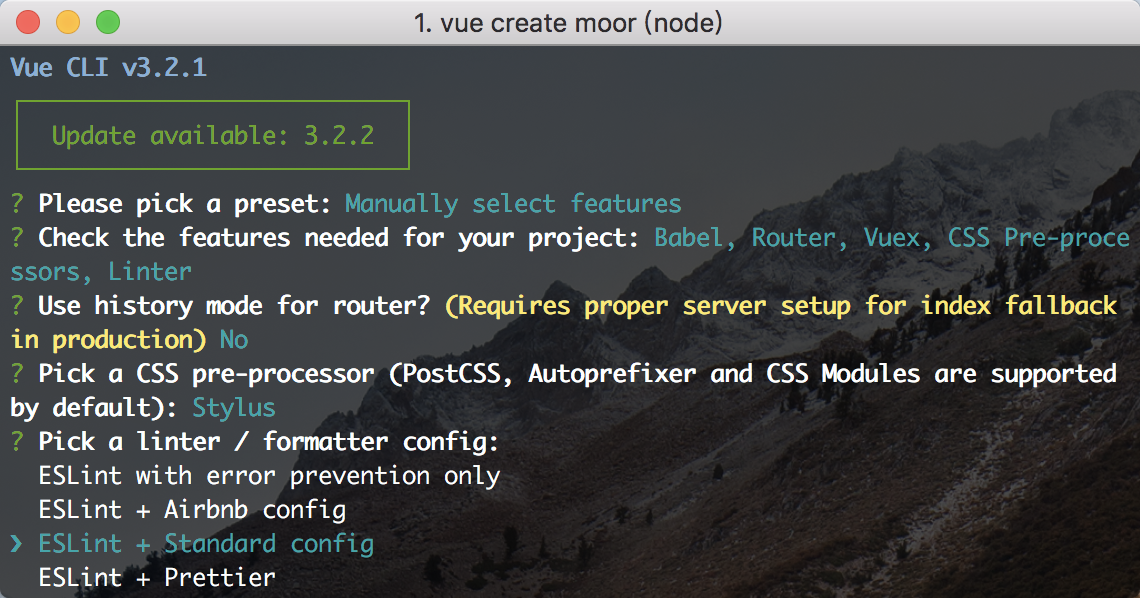 1. vue create moor (node)
Vue CLI v3.2.1
Update available: 3.2.2
? Please pick a preset: Manually select features
? Check the features needed for your project: Babel, Router, Vuex, CSS Pre-proce
ssors, Linter
? Use history mode for router? (Requires proper server setup for index fallback
in production) No
? Pick a CSS pre-processor (PostCSS, Autoprefixer and CSS Modules are supported
by default): Stylus
? Pick a linter / formatter config:
ESLint with error prevention only
ESLint + Airbnb config
❯ ESLint + Standard config
ESLint + Prettier